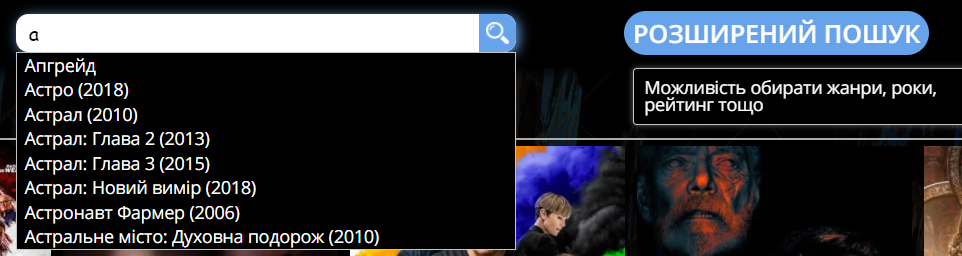 а
РОЗШИРЕНИЙ ПОШУК
Апгрейд
Астро (2018)
Астрал (2010)
Астрал: Глава 2 (2013)
Астрал: Глава 3 (2015)
Астрал: Новий вимір (2018)
Астронавт Фармер (2006)
Астральне місто: Духовна подорож (2010)
Можливість обирати жанри, роки,
рейтинг тощо